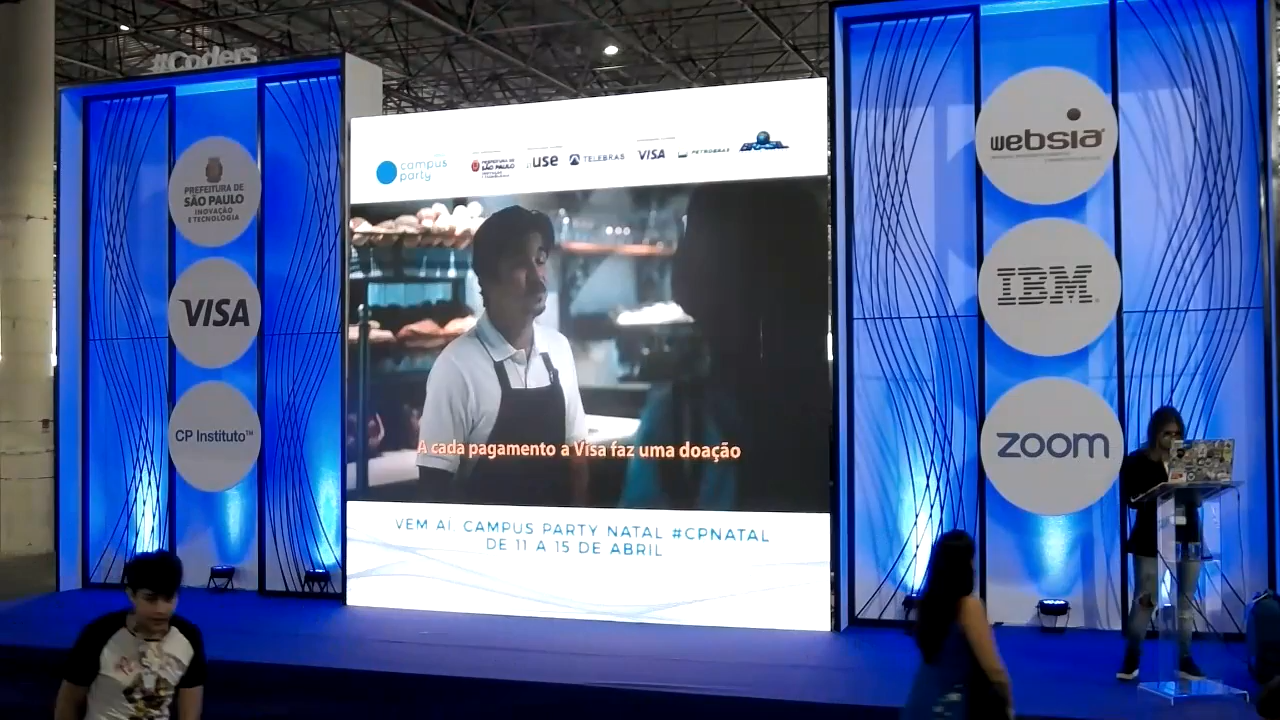 #Coders
PREFEITURA DE
SÃO PAULO
INOVAÇÃO
E TECNOLOGIA
VISA
CP Instituto™
campus
party
PREFEITURA DE
SÃO PAULO
USE
TELEBRAS
VISA
PETROBRAS
BRASIL
A cada pagamento a Visa faz uma doação
VEM AÍ, CAMPUS PARTY NATAL #CPNATAL
DE 11 A 15 DE ABRIL
websia
IBM
zoom